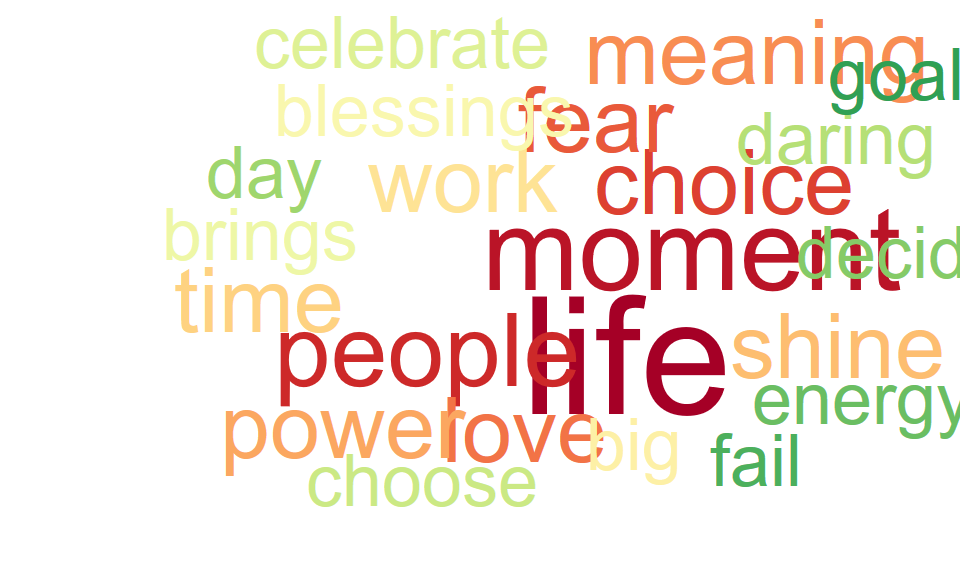 celebrate
meaning
goal
blessings
fear
daring
day
work
choice
brings
moment
decid
time
life
people
shine
energy
power
love
big
fail
choose